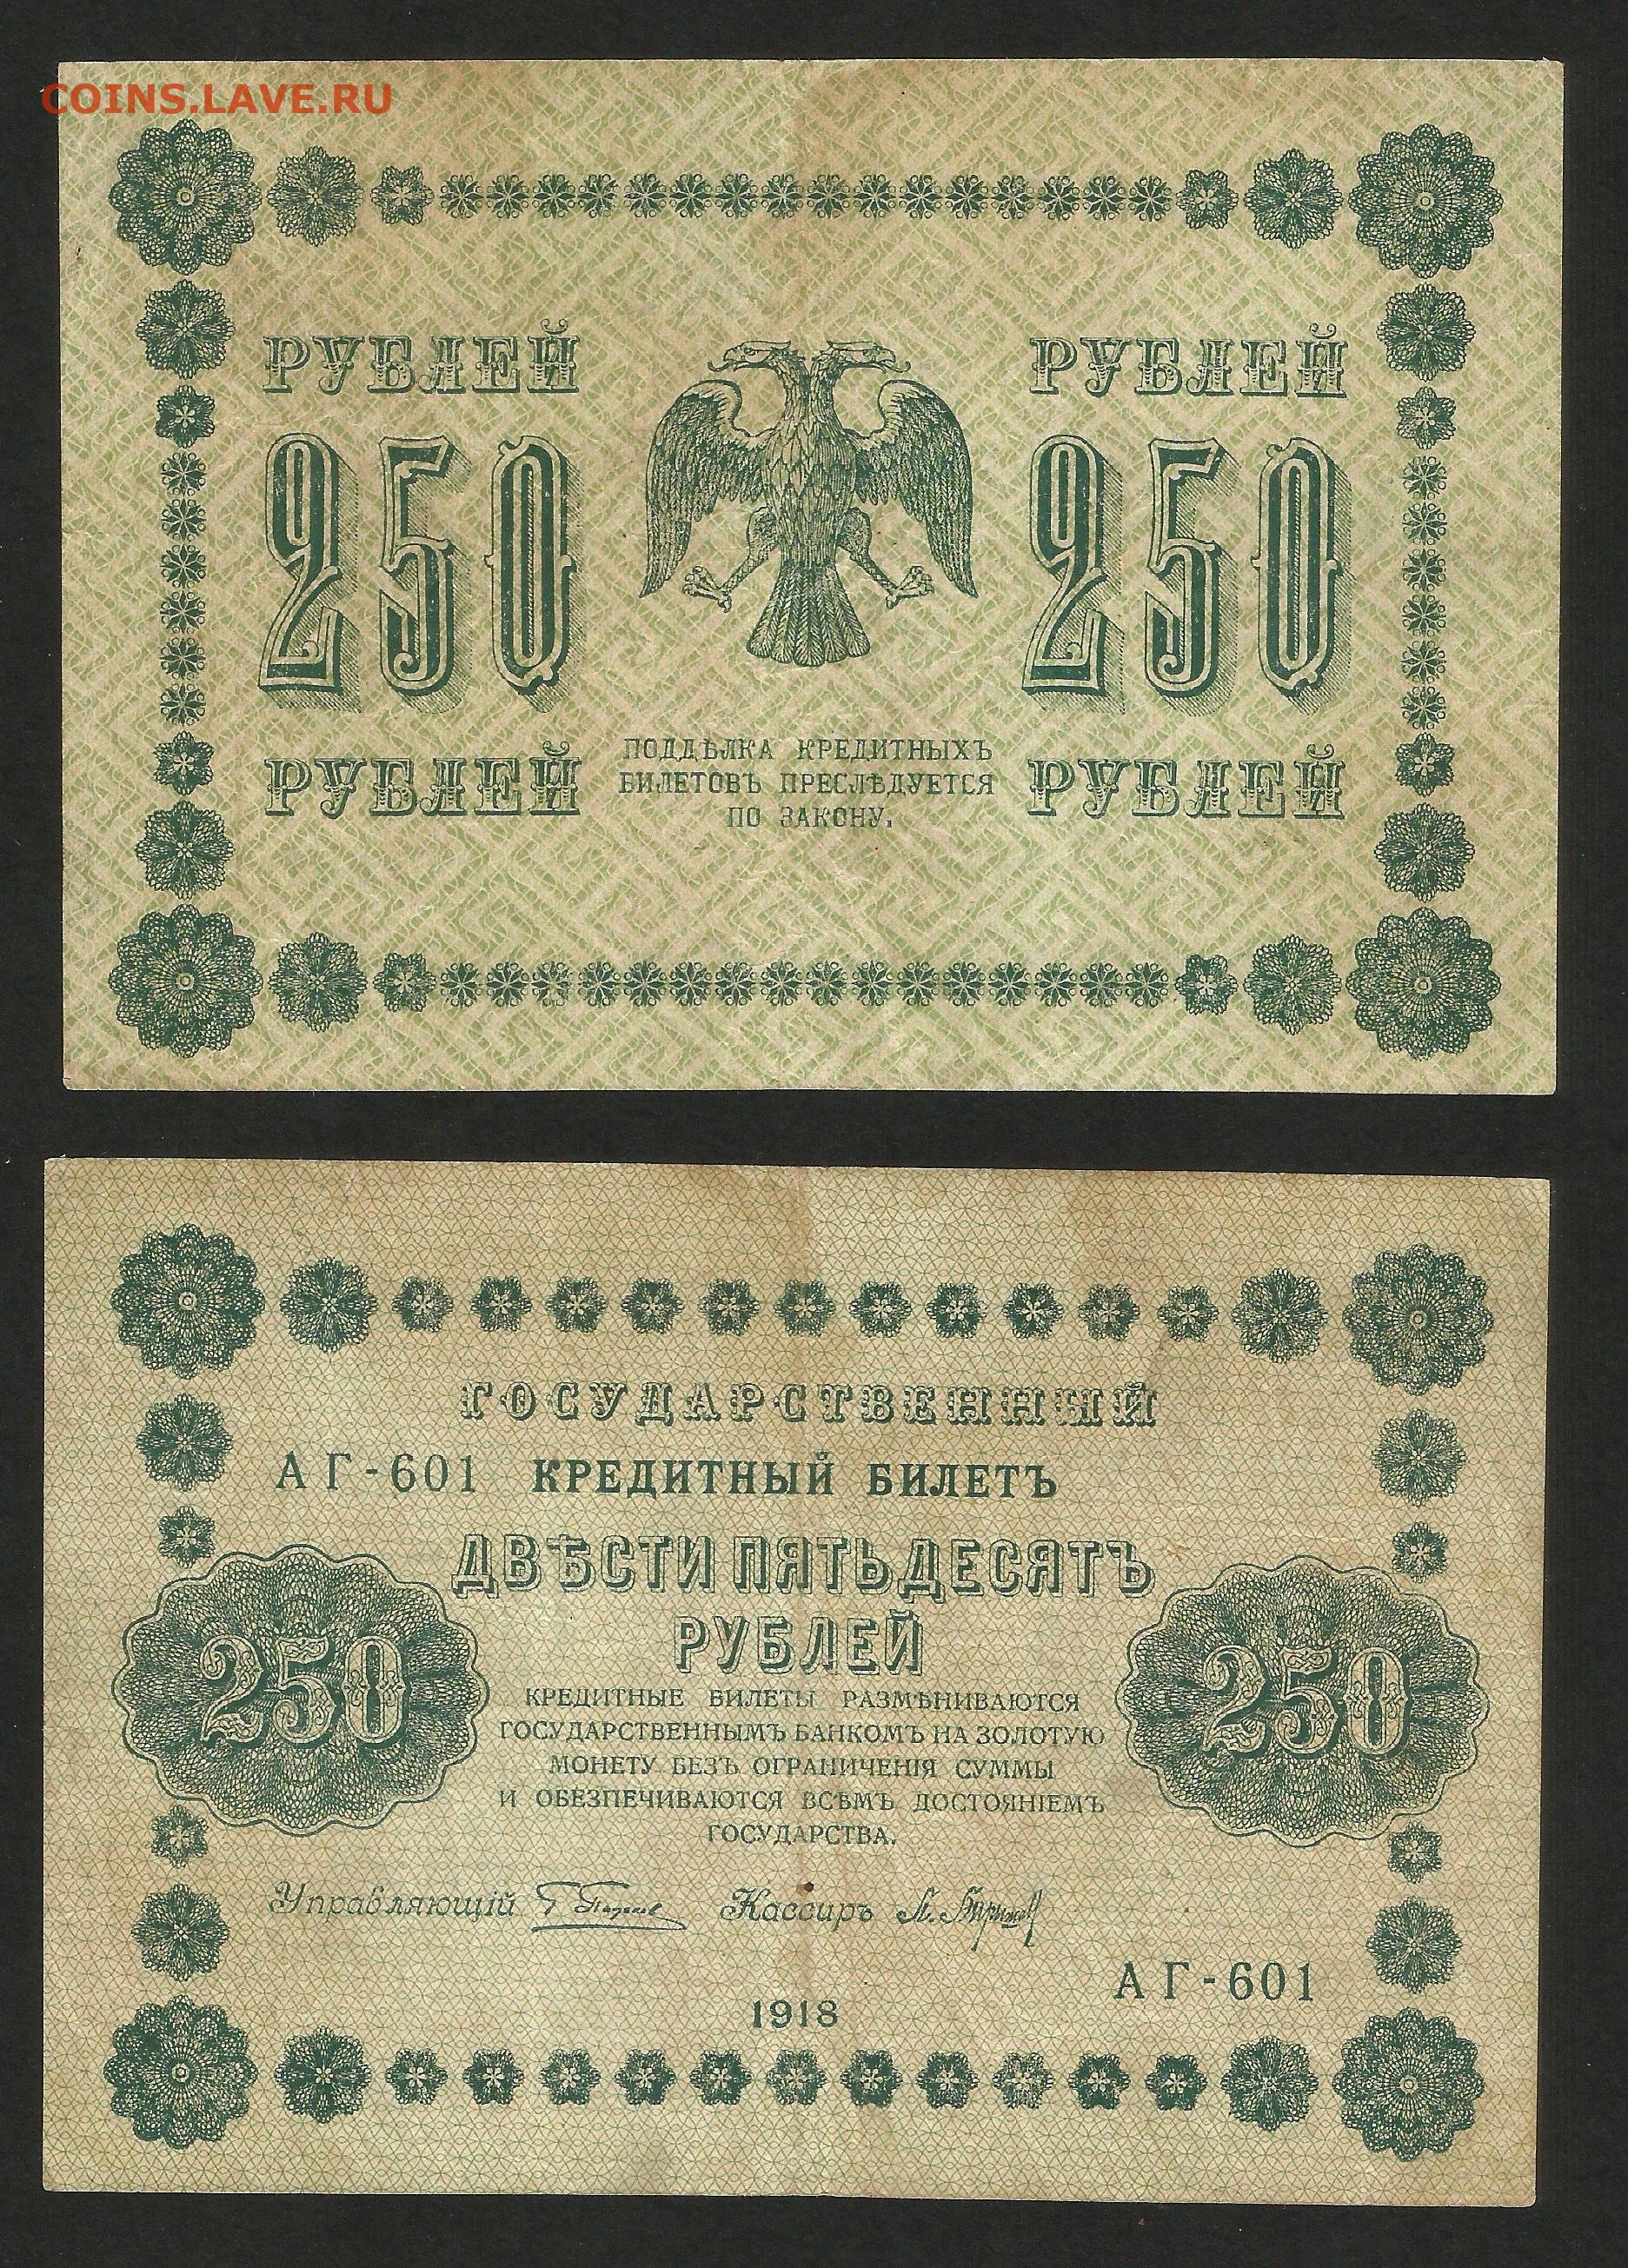 COINS.LAVE.RU
РУБЛЕЙ РУБЛЕЙ
250 250
РУБЛЕЙ РУБЛЕЙ
ПОДДѢЛКА КРЕДИТНЫХЪ
БИЛЕТОВЪ ПРЕСЛѢДУЕТСЯ
ПО ЗАКОНУ.
ГОСУДАРСТВЕННЫЙ
АГ-601 КРЕДИТНЫЙ БИЛЕТЪ
ДВѢСТИ ПЯТЬДЕСЯТЪ
РУБЛЕЙ
250 250
КРЕДИТНЫЕ БИЛЕТЫ РАЗМѢНИВАЮТСЯ
ГОСУДАРСТВЕННЫМЪ БАНКОМЪ НА ЗОЛОТУЮ
МОНЕТУ БЕЗЪ ОГРАНИЧЕНІЯ СУММЫ
И ОБЕЗПЕЧИВАЮТСЯ ВСѢМЪ ДОСТОЯНІЕМЪ
ГОСУДАРСТВА.
Управляющій Кассиръ
АГ-601
1918